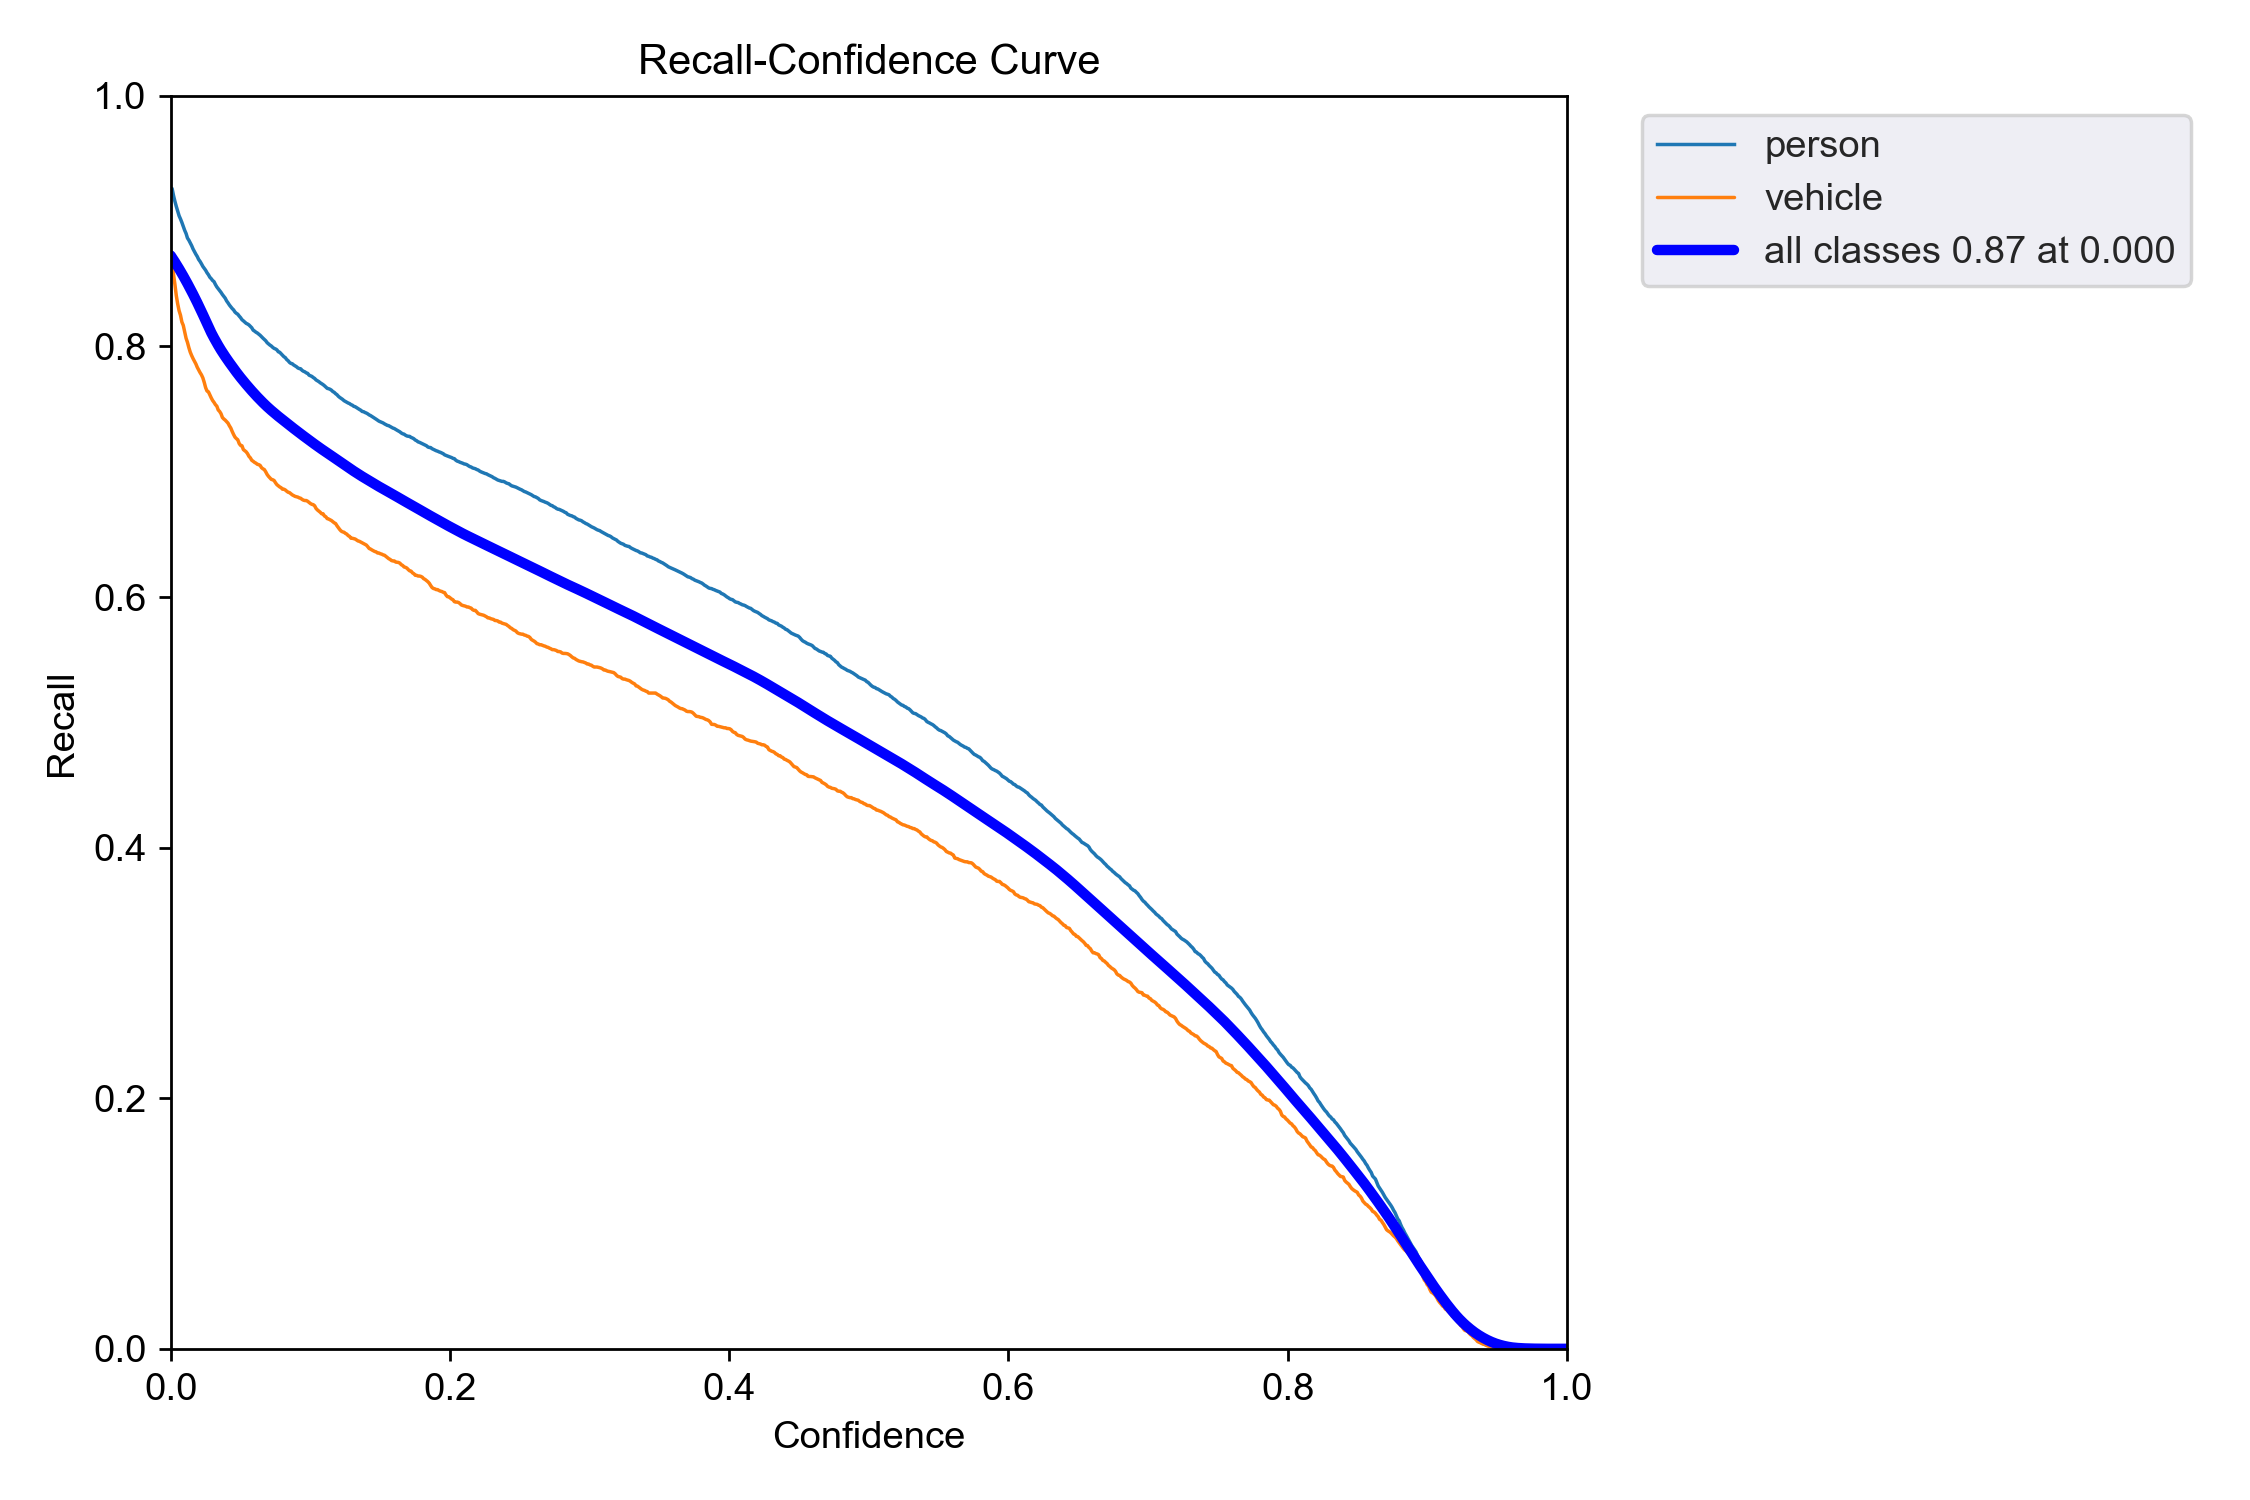 Recall-Confidence Curve
1.0
0.8
0.6
0.4
0.2
0.0
Recall
0.0 0.2 0.4 0.6 0.8 1.0
Confidence
person
vehicle
all classes 0.87 at 0.000